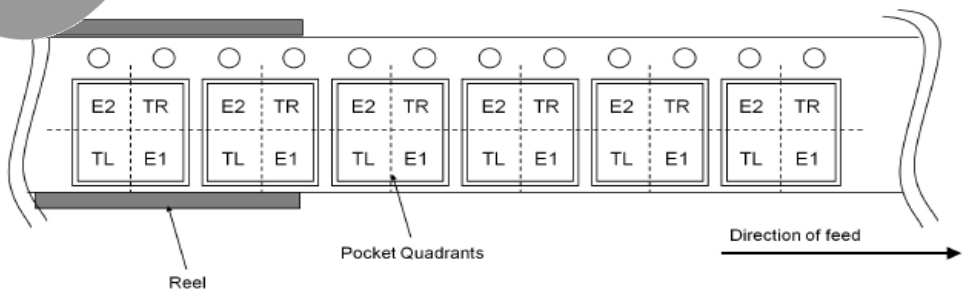 E2 TR E2 TR E2 TR E2 TR E2 TR E2 TR
TL E1 TL E1 TL E1 TL E1 TL E1 TL E1
Direction of feed
Pocket Quadrants
Reel